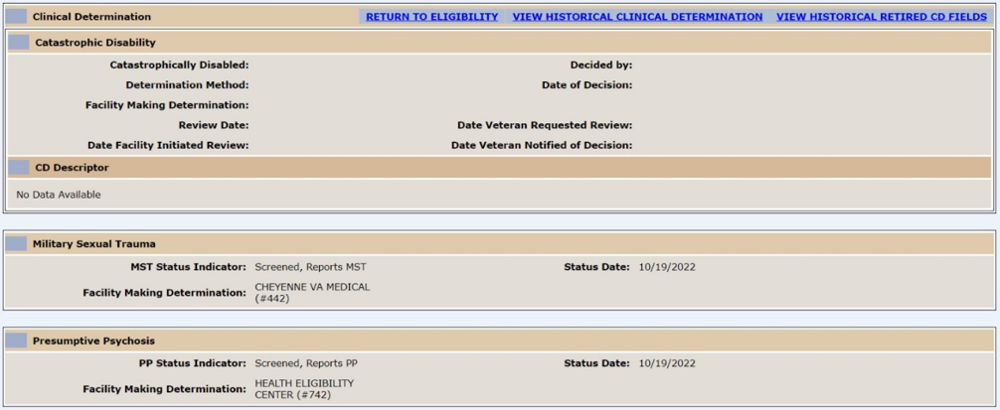 Clinical Determination RETURN TO ELIGIBILITY VIEW HISTORICAL CLINICAL DETERMINATION VIEW HISTORICAL RETIRED CD FIELDS
Catastrophic Disability
Catastrophically Disabled: Decided by:
Determination Method: Date of Decision:
Facility Making Determination:
Review Date: Date Veteran Requested Review:
Date Facility Initiated Review: Date Veteran Notified of Decision:
CD Descriptor
No Data Available
Military Sexual Trauma
MST Status Indicator: Screened, Reports MST Status Date: 10/19/2022
Facility Making Determination: CHEYENNE VA MEDICAL
(#442)
Presumptive Psychosis
PP Status Indicator: Screened, Reports PP Status Date: 10/19/2022
Facility Making Determination: HEALTH ELIGIBILITY
CENTER (#742)